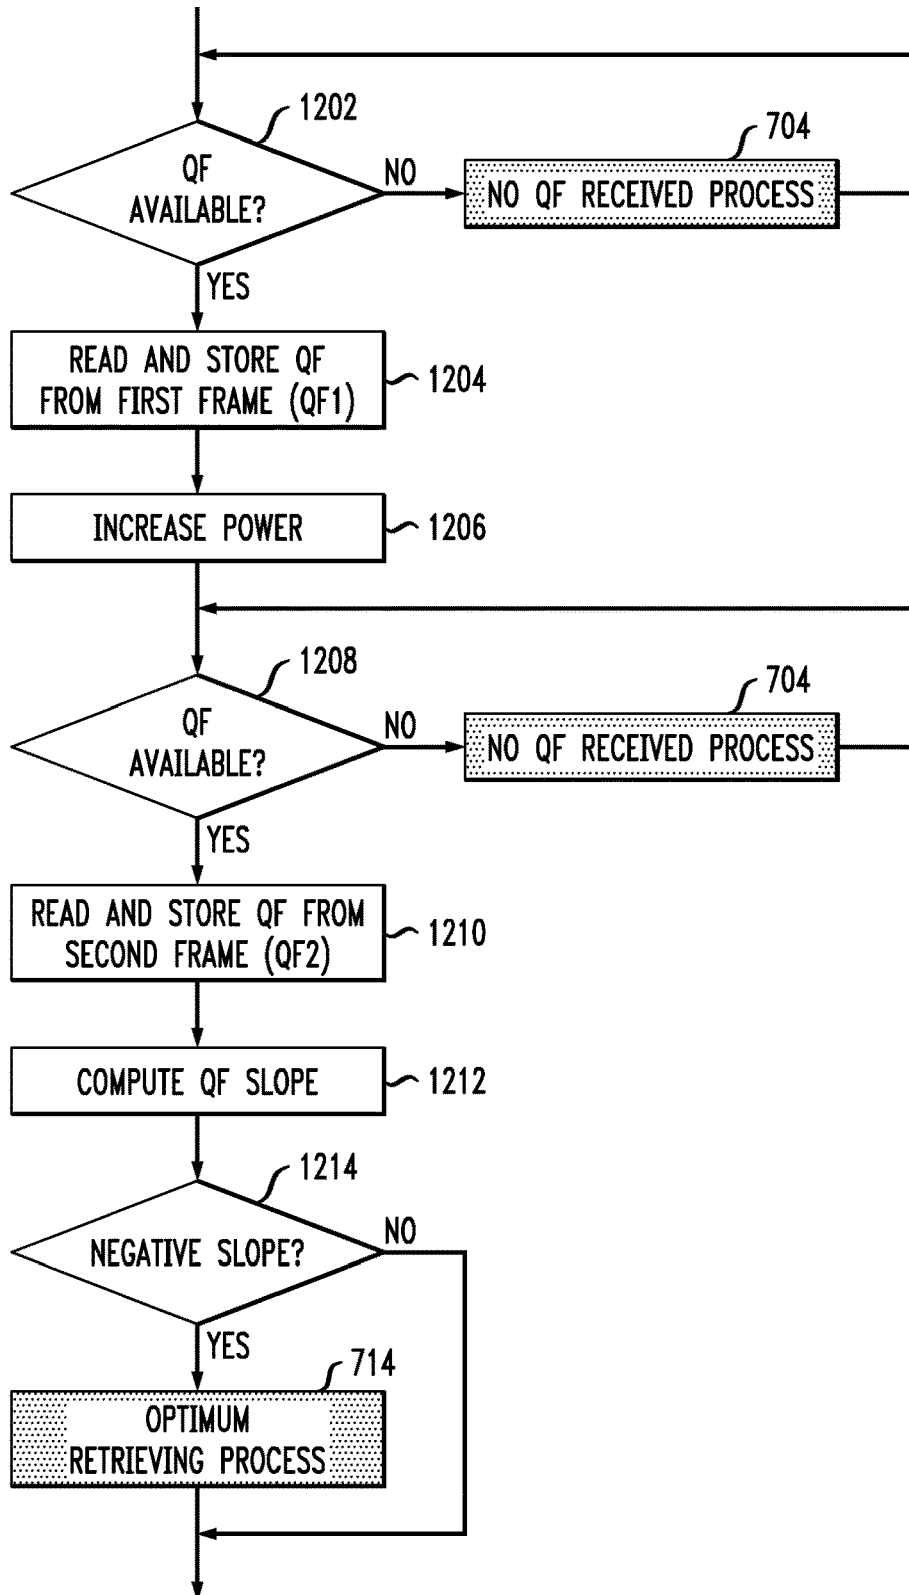 1202
QF
AVAILABLE?
NO
704
NO QF RECEIVED PROCESS
YES
READ AND STORE QF
FROM FIRST FRAME (QF1)
1204
INCREASE POWER
1206
1208
QF
AVAILABLE?
NO
704
NO QF RECEIVED PROCESS
YES
READ AND STORE QF FROM
SECOND FRAME (QF2)
1210
COMPUTE QF SLOPE
1212
1214
NEGATIVE SLOPE?
NO
YES
714
OPTIMUM
RETRIEVING PROCESS